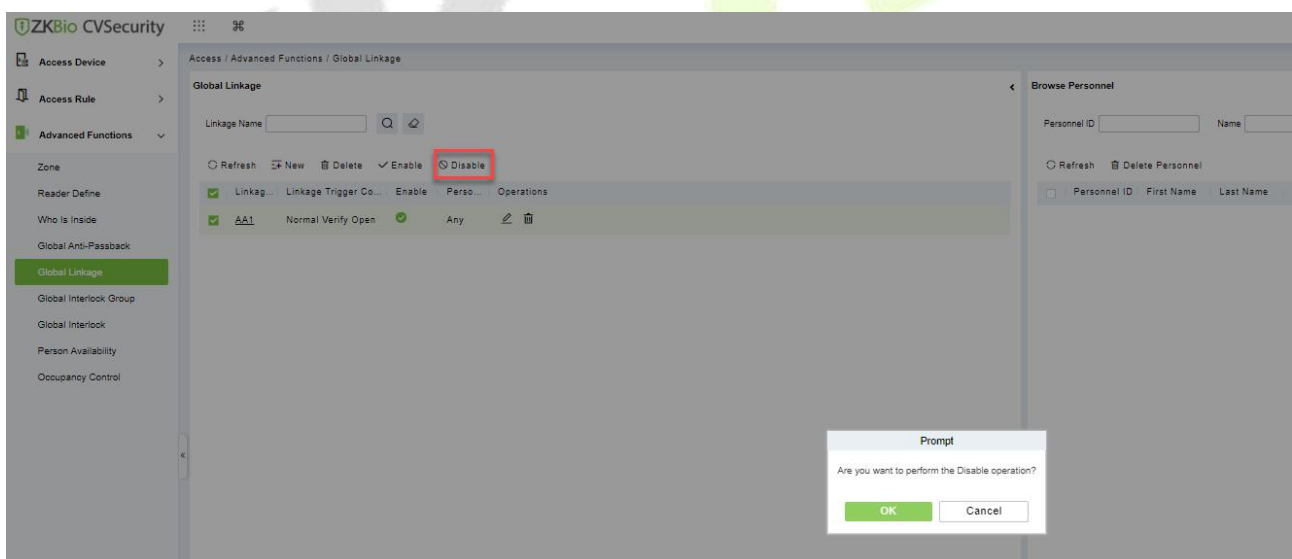 ZKBio CVSecurity
Access Device
Access Rule
Advanced Functions
Zone
Reader Define
Who Is Inside
Global Anti-Passback
Global Linkage
Global Interlock Group
Global Interlock
Person Availability
Occupancy Control
Access / Advanced Functions / Global Linkage
Global Linkage
Linkage Name
Refresh New Delete Enable Disable
Linkag... Linkage Trigger Co... Enable Perso... Operations
AA1 Normal Verify Open Any
Browse Personnel
Personnel ID Name
Refresh Delete Personnel
Personnel ID First Name Last Name
Prompt
Are you want to perform the Disable operation?
OK Cancel